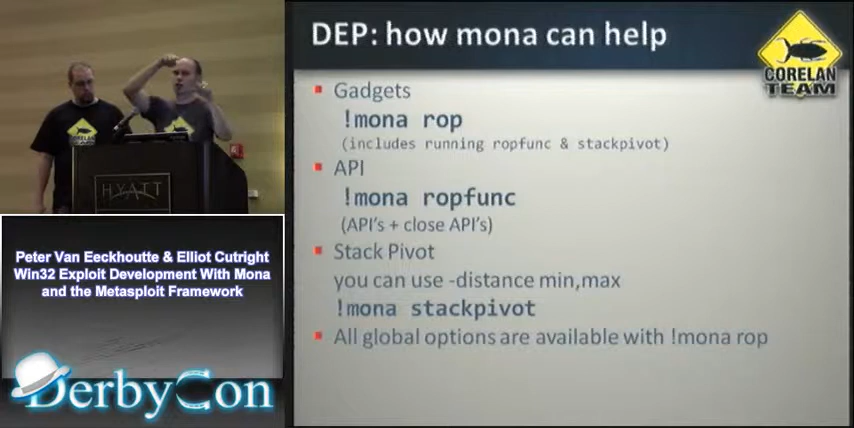 DEP: how mona can help
CORELAN
TEAM
Gadgets
!mona rop
(includes running ropfunc & stackpivot)
API
!mona ropfunc
(API's + close API's)
Stack Pivot
you can use -distance min,max
!mona stackpivot
All global options are available with !mona rop
HYATT
Peter Van Eeckhoutte & Elliot Cutright
Win32 Exploit Development With Mona
and the Metasploit Framework
DerbyCon